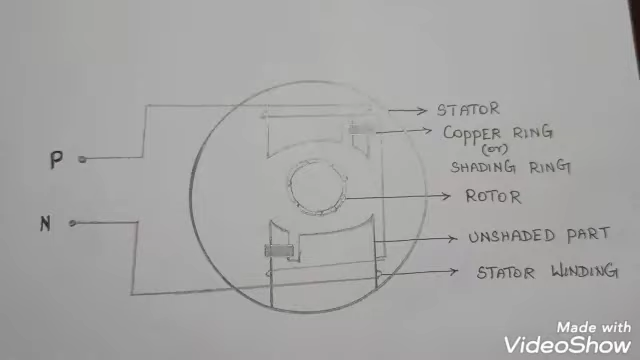 STATOR
COPPER RING
(or)
SHADING RING
P
ROTOR
N
UNSHADED PART
STATOR WINDING
Made with
VideoShow